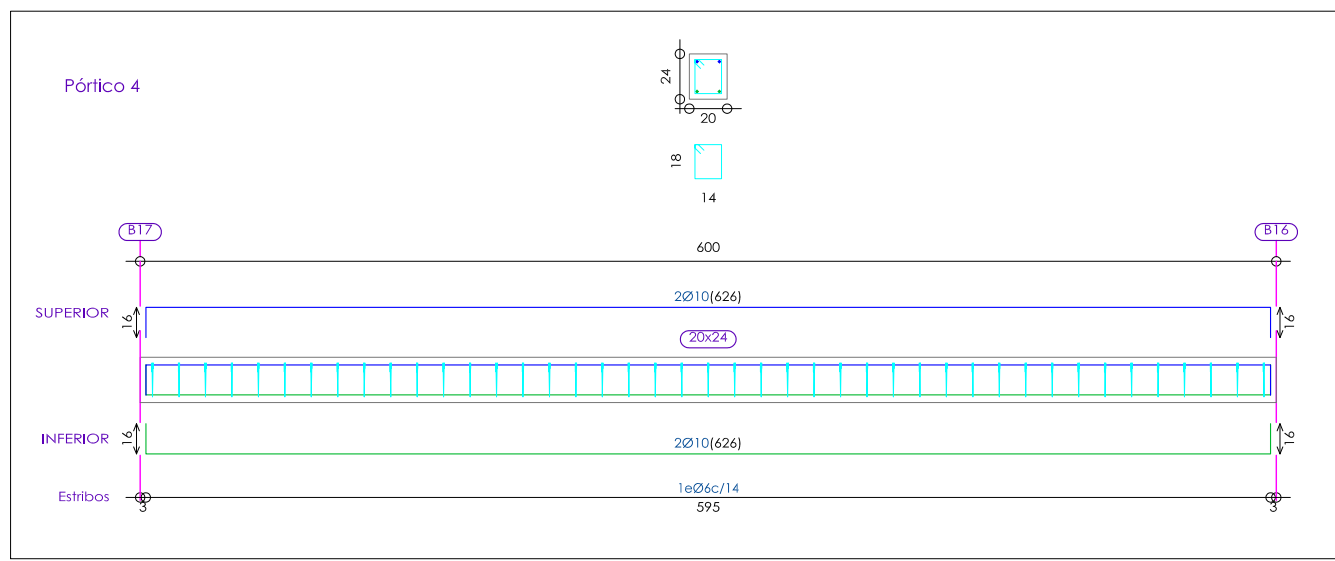 Pórtico 4
24
20
18
14
B17
B16
600
SUPERIOR
16
2Ø10(626)
16
20x24
INFERIOR
16
2Ø10(626)
16
Estribos
1eØ6c/14
3
595
3